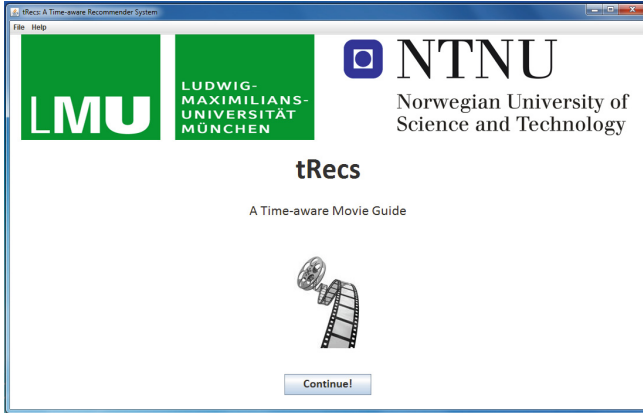 tRecs: A Time-aware Recommender System
File Help
LMU
LUDWIG-
MAXIMILIANS-
UNIVERSITÄT
MÜNCHEN
NTNU
Norwegian University of
Science and Technology
tRecs
A Time-aware Movie Guide
Continue!